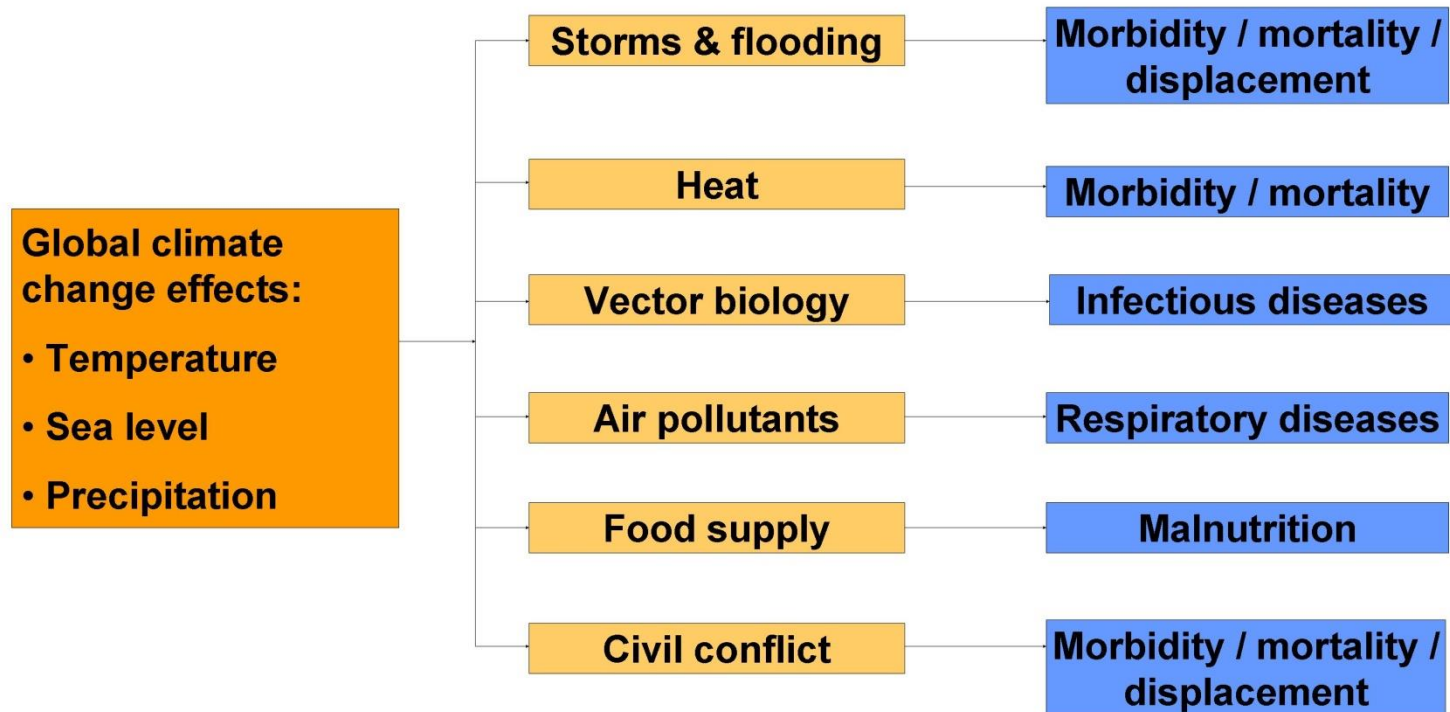 Global climate
change effects:
• Temperature
• Sea level
• Precipitation
Storms & flooding
Morbidity / mortality /
displacement
Heat
Morbidity / mortality
Vector biology
Infectious diseases
Air pollutants
Respiratory diseases
Food supply
Malnutrition
Civil conflict
Morbidity / mortality /
displacement